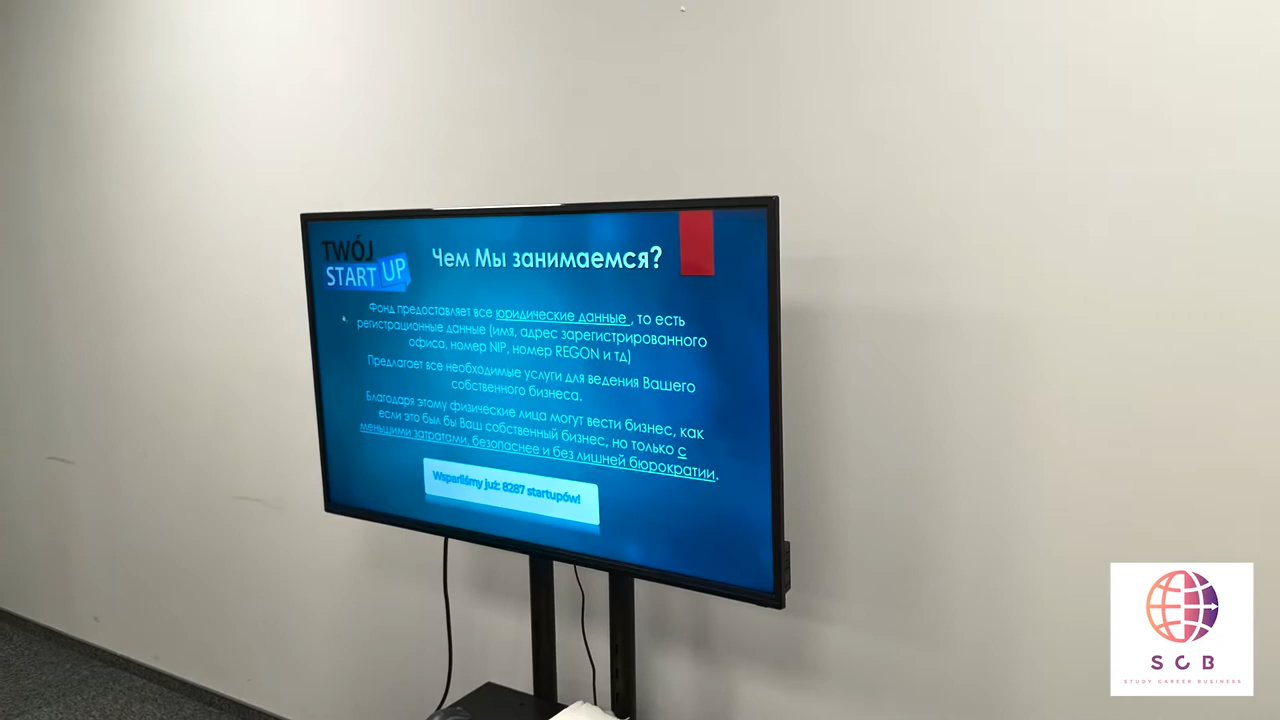 TWÓJ
START UP
Чем Мы занимаемся?
Фонд предоставляет все юридические данные , то есть
регистрационные данные (имя, адрес зарегистрированного
офиса, номер NIP, номер REGON и тд)
Предлагает все необходимые услуги для ведения Вашего
собственного бизнеса.
Благодаря этому физические лица могут вести бизнес, как
если это был бы Ваш собственный бизнес, но только с
меньшими затратами, безопаснее и без лишней бюрократии.
Wsparliśmy już: 8287 startupów!
SCB
STUDY CAREER BUSINESS